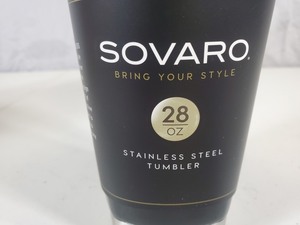 SOVARO®
BRING YOUR STYLE
28
OZ
STAINLESS STEEL
TUMBLER